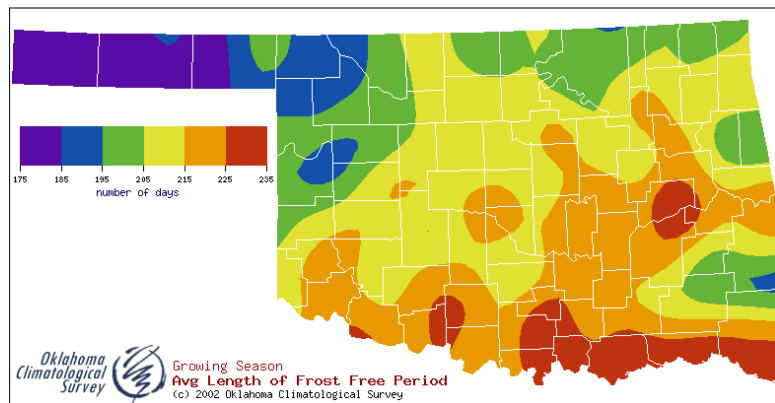 175 185 195 205 215 225 235
number of days
Oklahoma
Climatological
Survey
Growing Season
Avg Length of Frost Free Period
(c) 2002 Oklahoma Climatological Survey